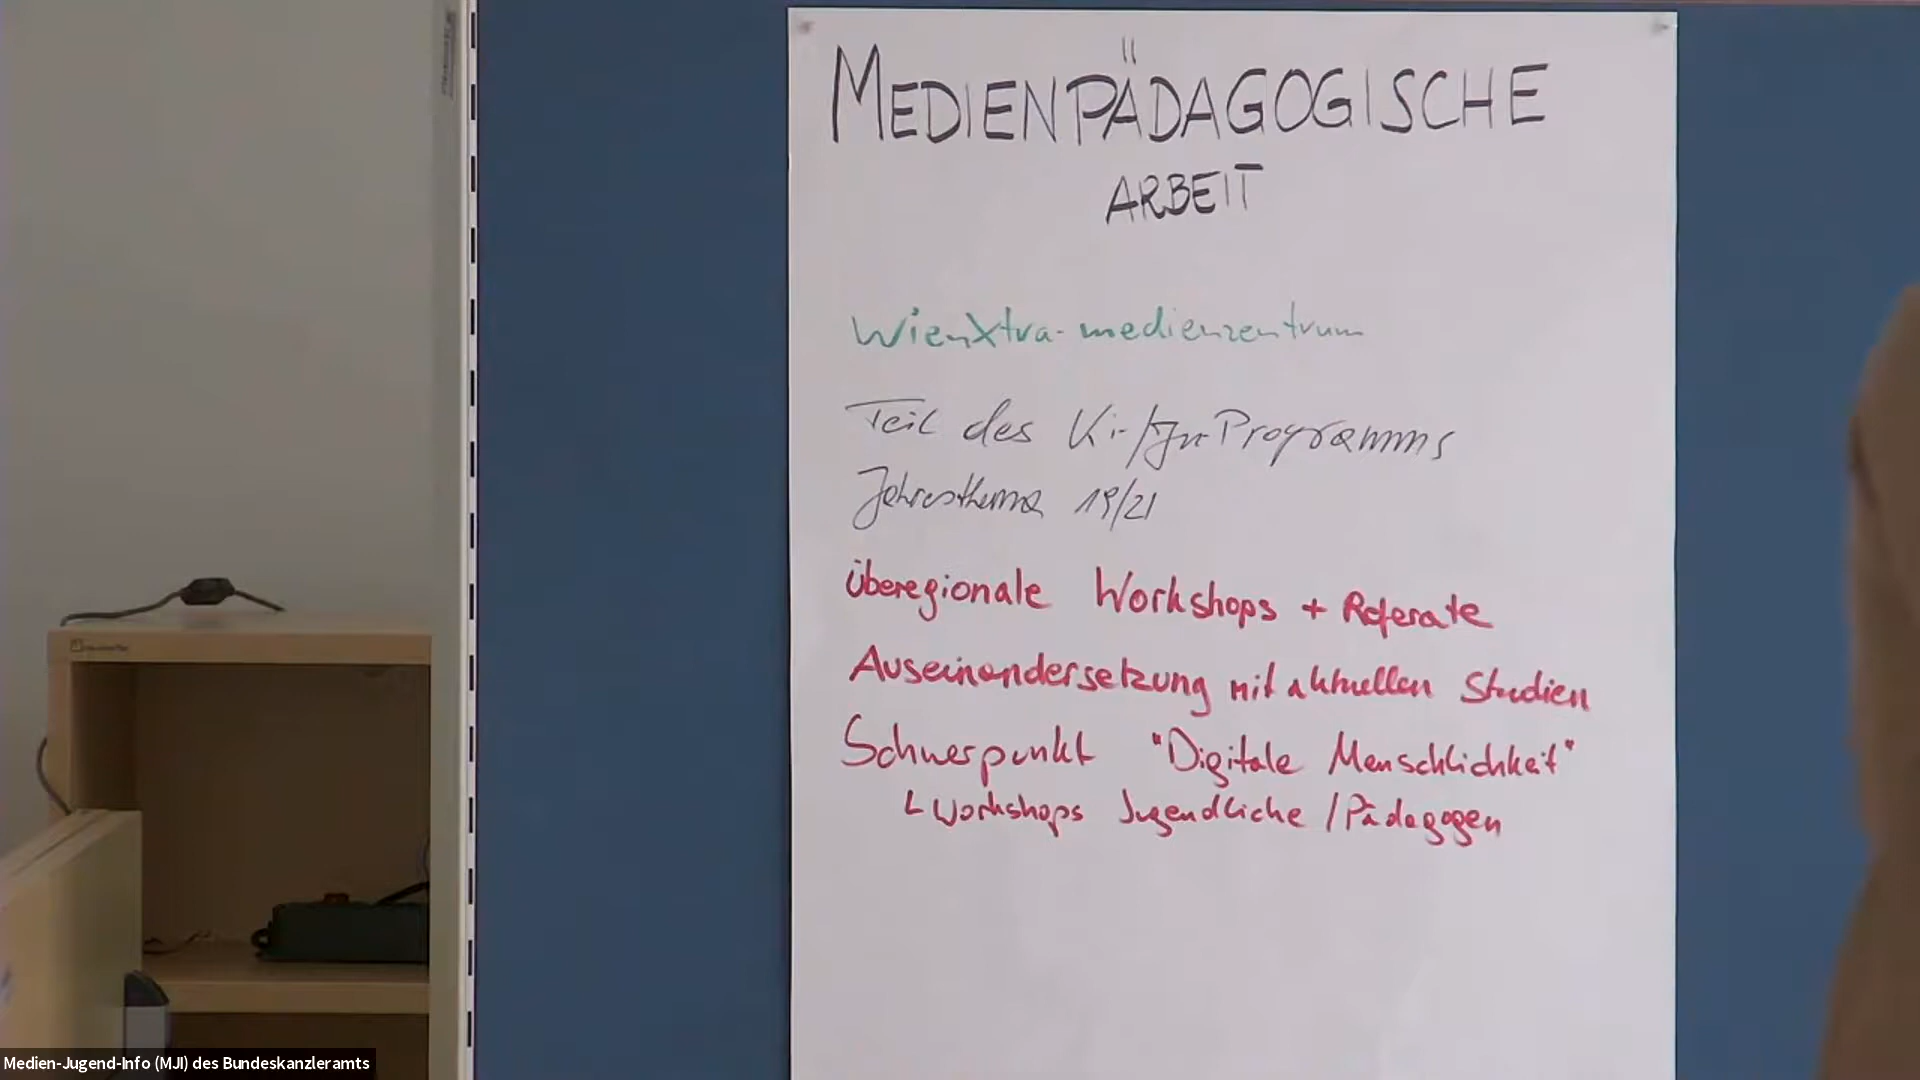 MEDIENPÄDAGOGISCHE
ARBEIT
WienXtra-medienzentrum
Teil des Ki-/Ju-Programms
Jahresthema 19/21
überegionale Workshops + Referate
Auseinandersetzung mit aktuellen Studien
Schwerpunkt "Digitale Menschlichkeit"
Workshops Jugendliche / Pädagogen
Medien-Jugend-Info (MJI) des Bundeskanzleramts